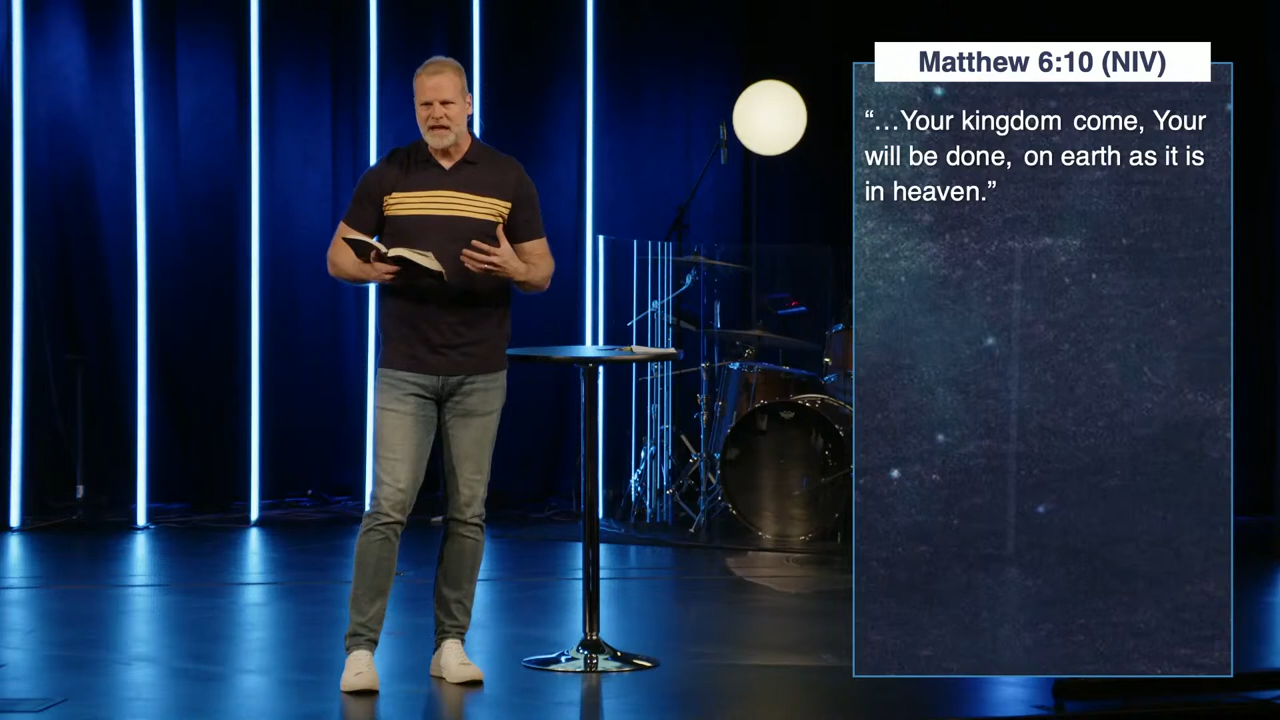 Matthew 6:10 (NIV)
“…Your kingdom come, Your
will be done, on earth as it is
in heaven.”